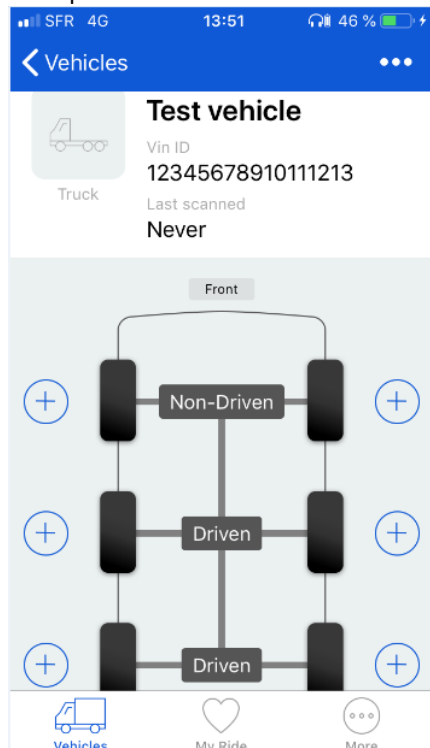 SFR 4G 13:51 46 %
Vehicles
Test vehicle
Vin ID
12345678910111213
Truck
Last scanned
Never
Front
Non-Driven
Driven
Driven
Vehicles My Ride More